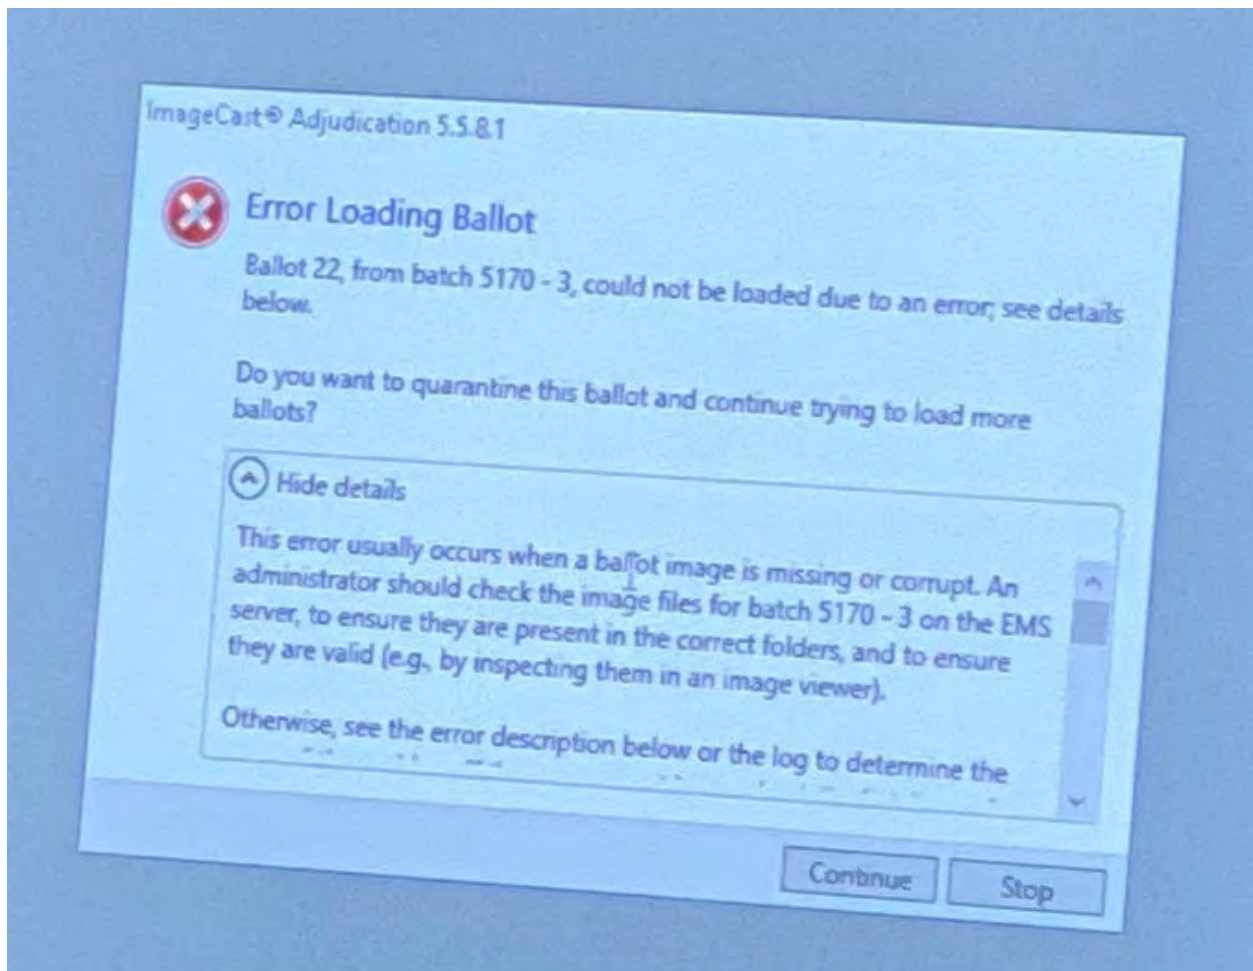 ImageCast® Adjudication 5.5.8.1
Error Loading Ballot
Ballot 22, from batch 5170 - 3, could not be loaded due to an error; see details
below.
Do you want to quarantine this ballot and continue trying to load more
ballots?
Hide details
This error usually occurs when a ballot image is missing or corrupt. An
administrator should check the image files for batch 5170 - 3 on the EMS
server, to ensure they are present in the correct folders, and to ensure
they are valid (e.g., by inspecting them in an image viewer).
Otherwise, see the error description below or the log to determine the
Continue
Stop